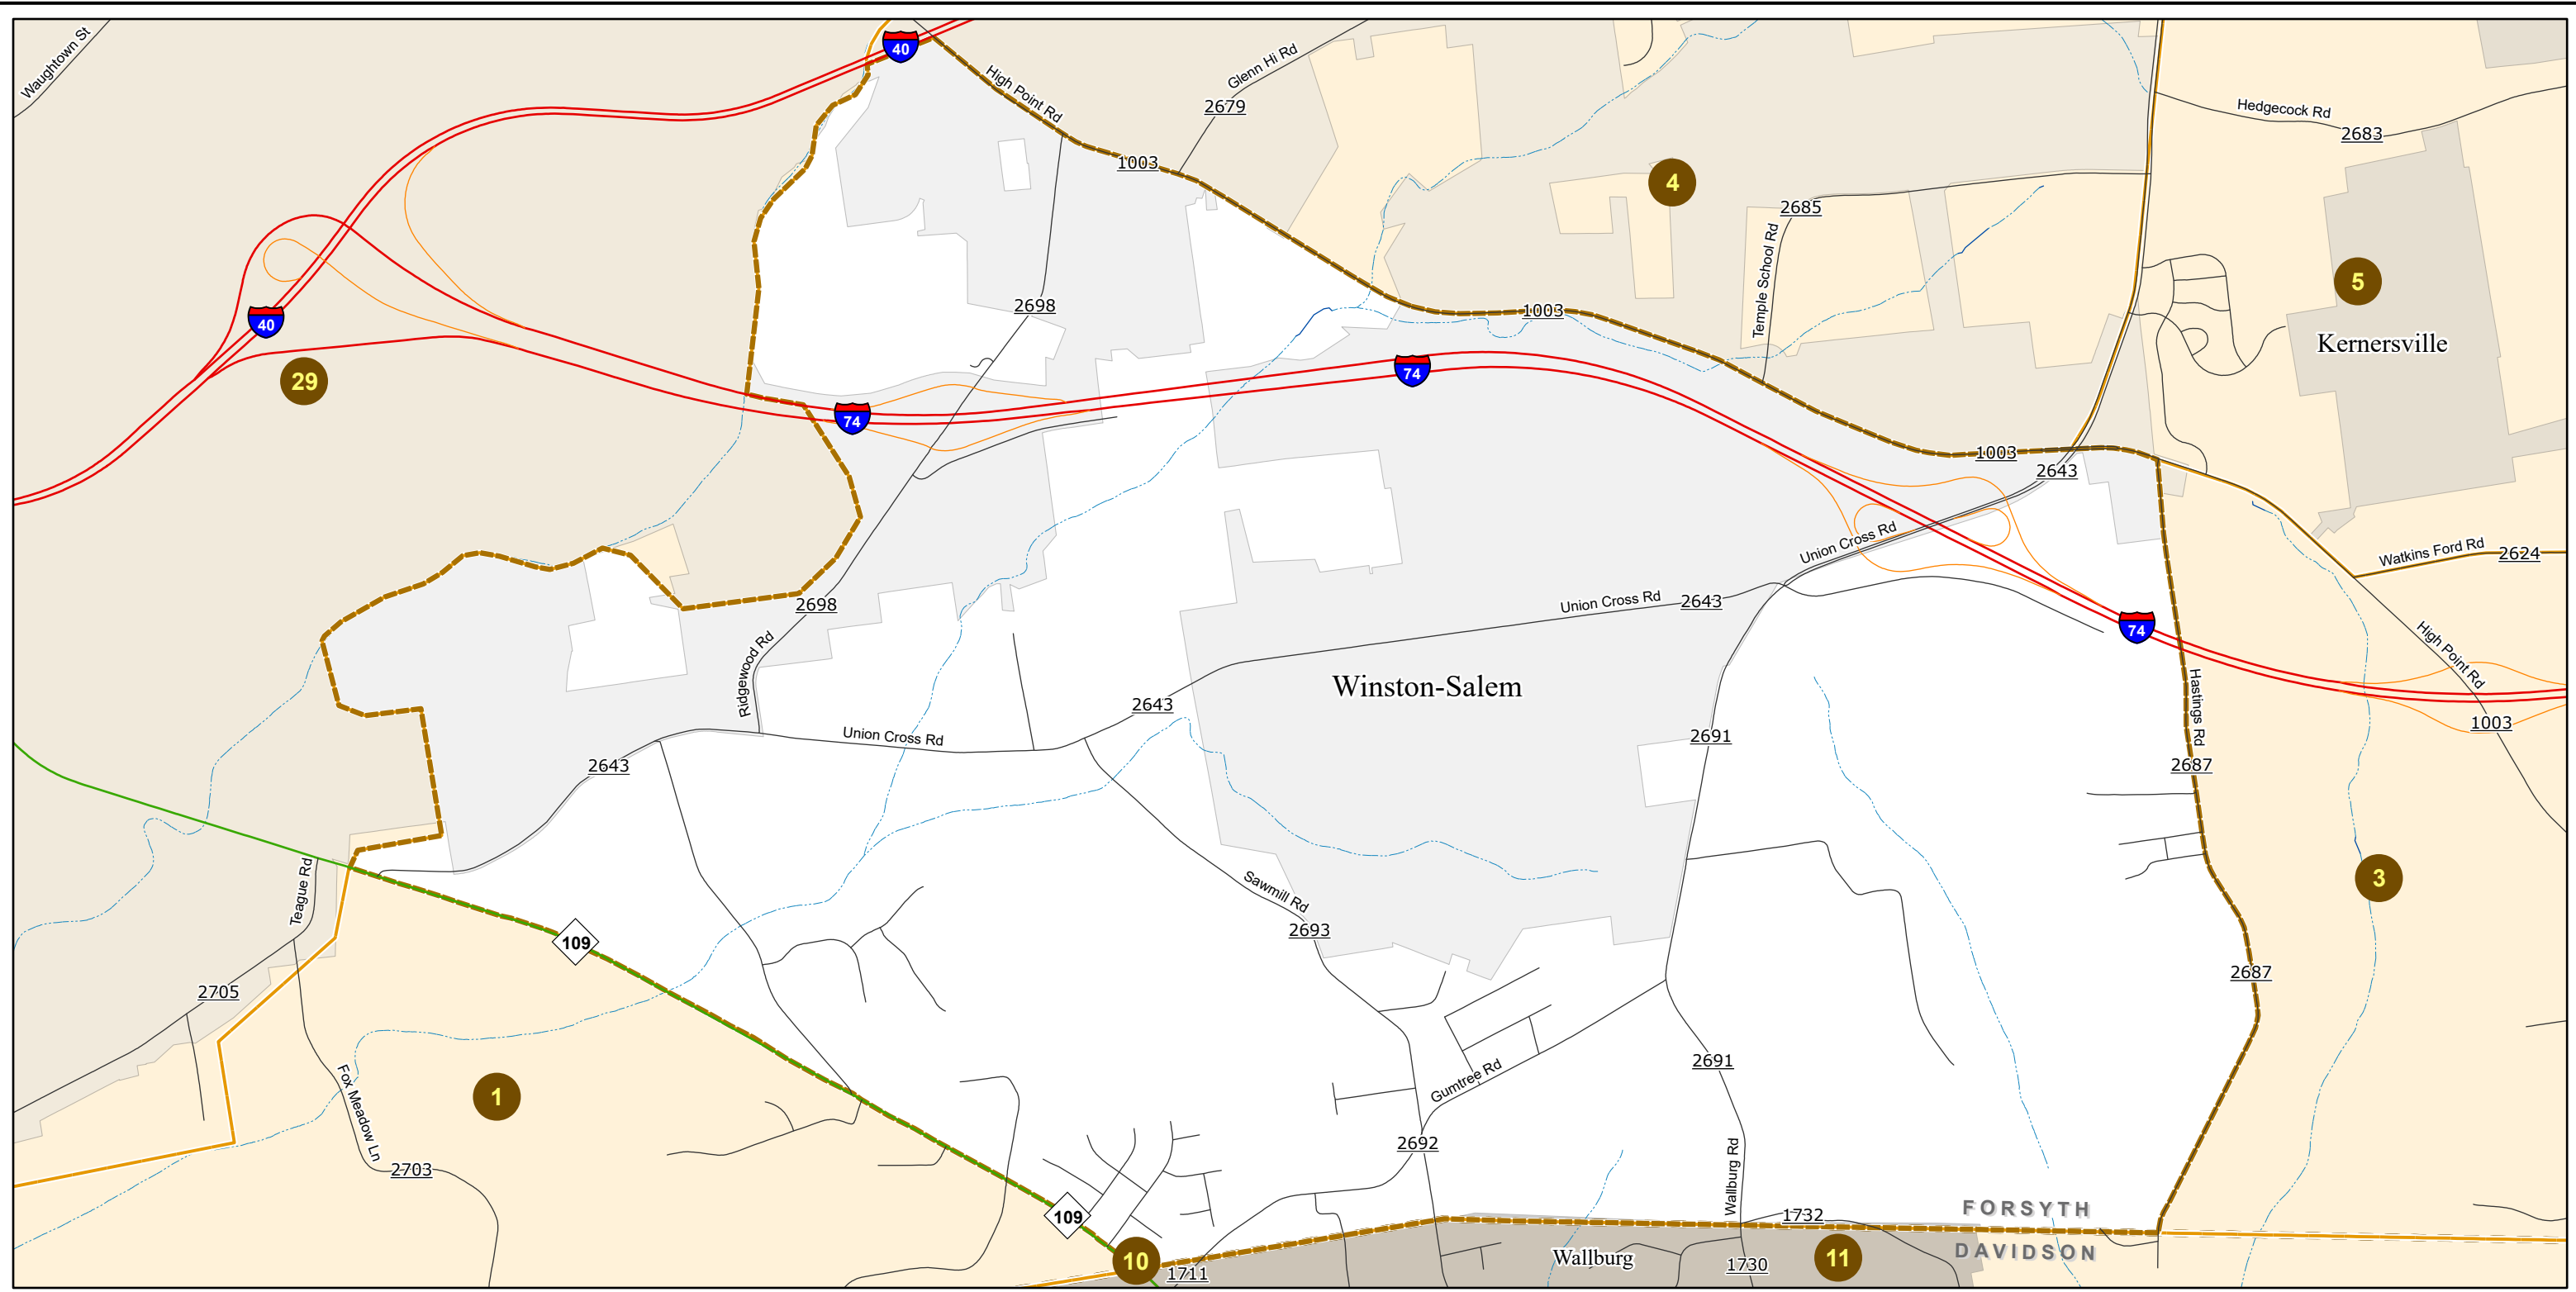 Waughtown St
40
High Point Rd
Glenn Hi Rd
2679
1003
4
Hedgecock Rd
2683
2685
Temple School Rd
5
Kernersville
40
29
2698
1003
74
74
1003
2643
Union Cross Rd
Watkins Ford Rd
2624
2698
Union Cross Rd
2643
74
High Point Rd
Ridgewood Rd
Winston-Salem
Hastings Rd
2643
Union Cross Rd
2643
2691
1003
2687
Teague Rd
Sawmill Rd
3
109
2693
2705
2687
Fox Meadow Ln
1
2691
Gumtree Rd
2703
2692
Wallburg Rd
109
1732
FORSYTH
DAVIDSON
10
1711
Wallburg
1730
11